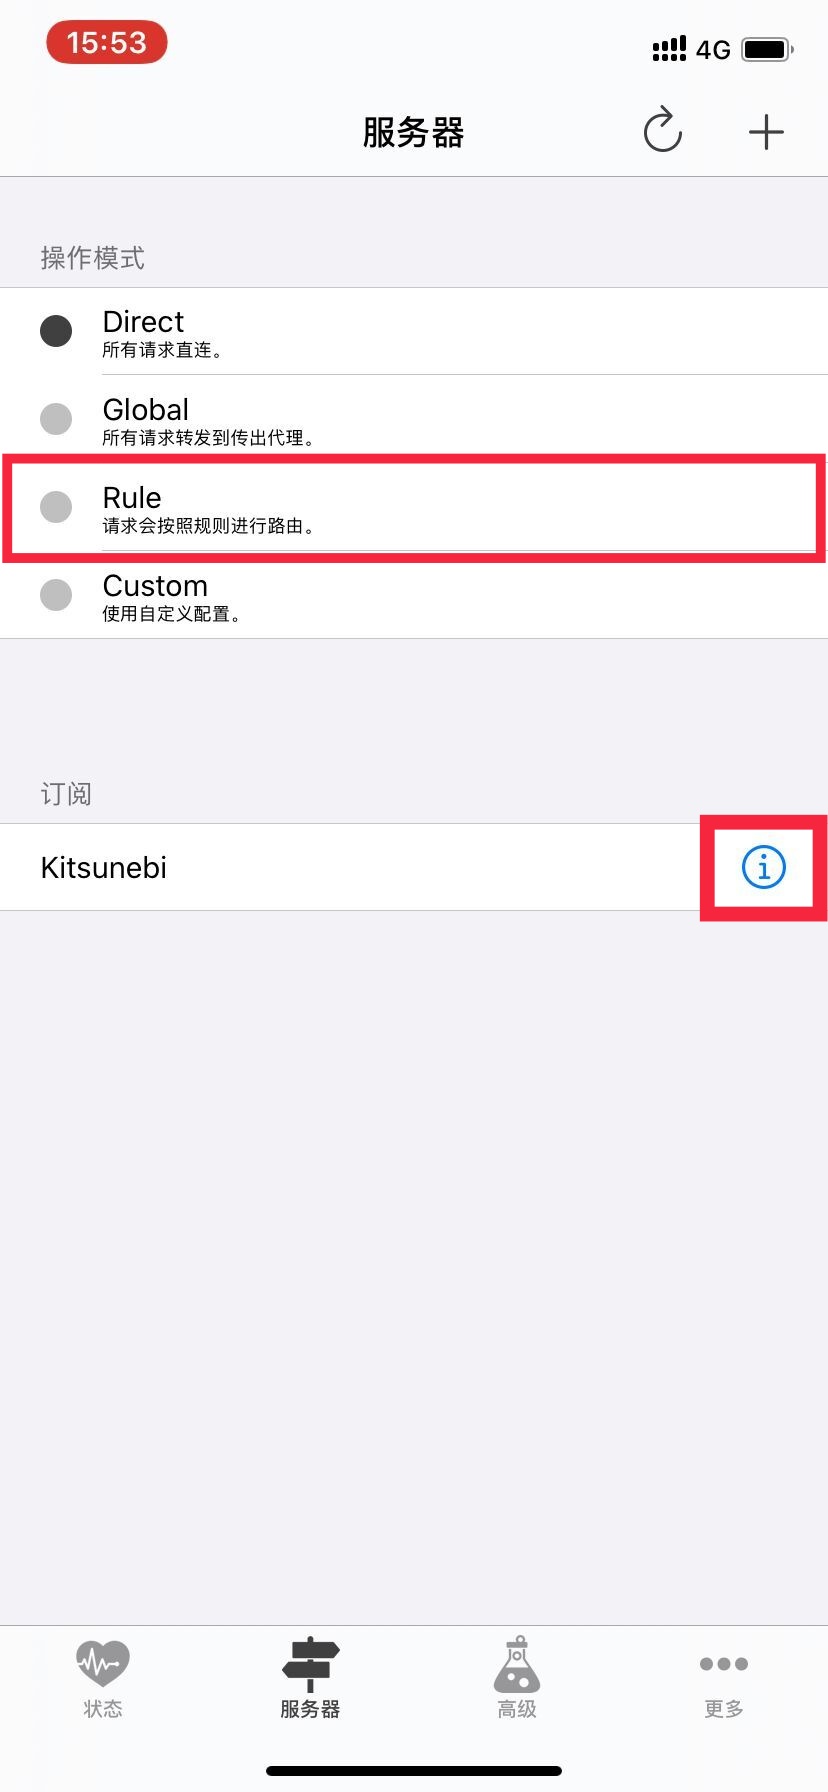 15:53
4G
服务器
操作模式
Direct
所有请求直连。
Global
所有请求转发到传出代理。
Rule
请求会按照规则进行路由。
Custom
使用自定义配置。
订阅
Kitsunebi
状态
服务器
高级
更多